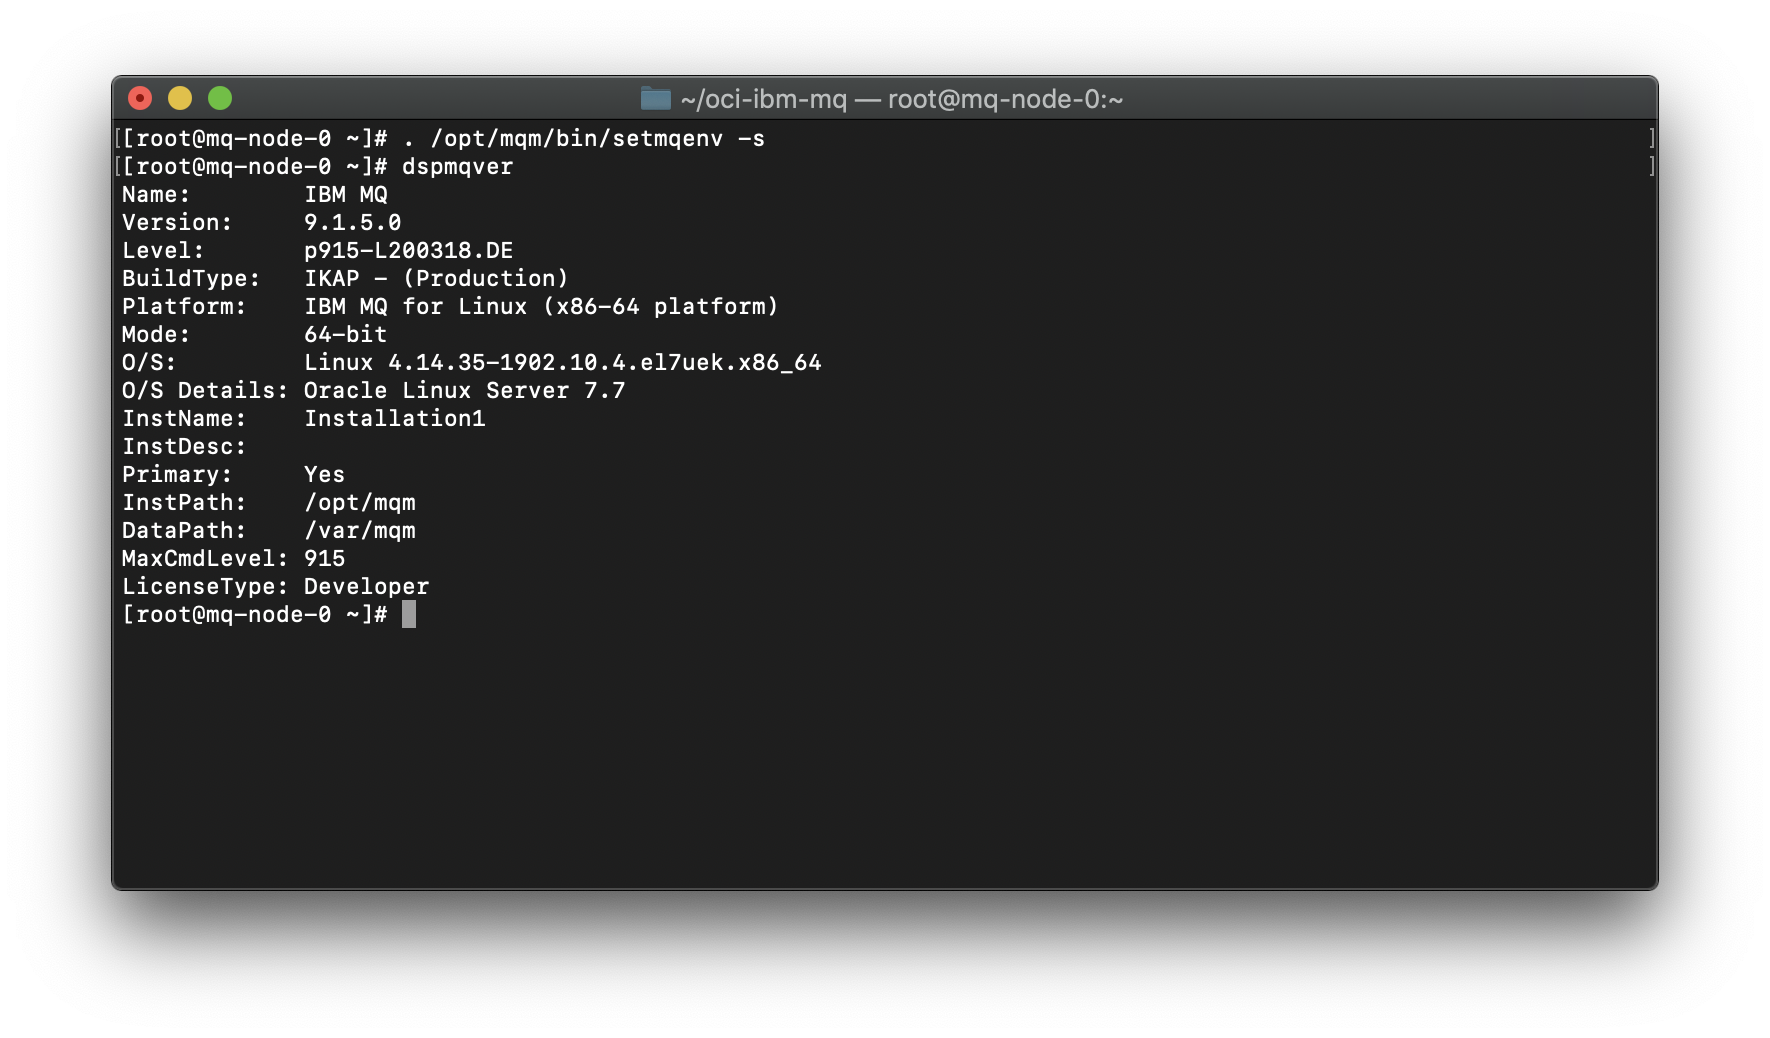 ~/oci-ibm-mq — root@mq-node-0:~
[[root@mq-node-0 ~]# . /opt/mqm/bin/setmqenv -s ]
[[root@mq-node-0 ~]# dspmqver ]
Name: IBM MQ
Version: 9.1.5.0
Level: p915-L200318.DE
BuildType: IKAP - (Production)
Platform: IBM MQ for Linux (x86-64 platform)
Mode: 64-bit
O/S: Linux 4.14.35-1902.10.4.el7uek.x86_64
O/S Details: Oracle Linux Server 7.7
InstName: Installation1
InstDesc:
Primary: Yes
InstPath: /opt/mqm
DataPath: /var/mqm
MaxCmdLevel: 915
LicenseType: Developer
[root@mq-node-0 ~]#